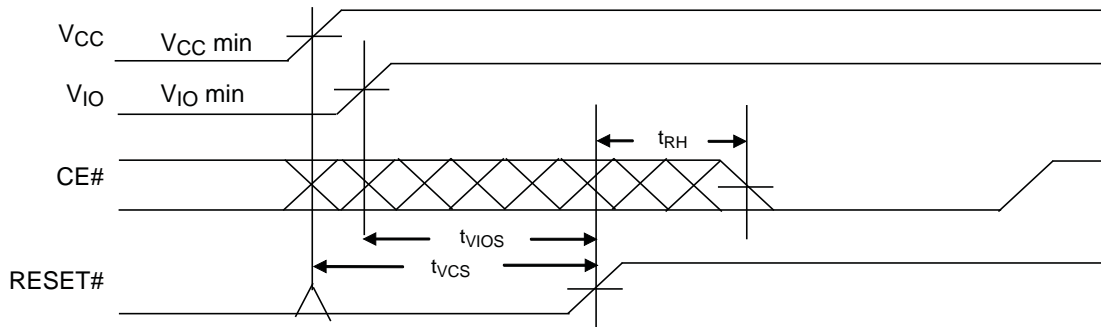 VCC VCC min
VIO VIO min
tRH
CE#
tVIOS
tVCS
RESET#